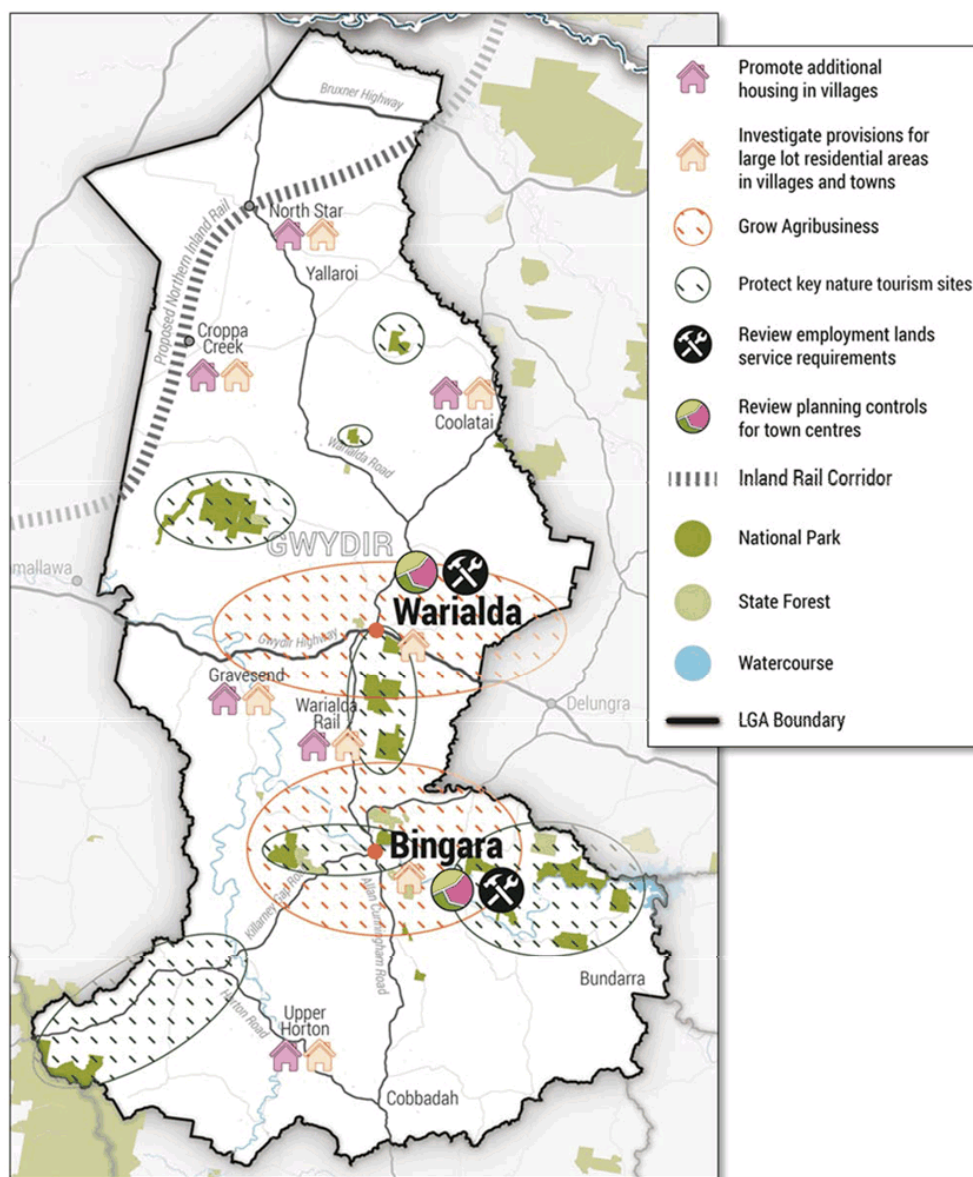 Bruxner Highway
North Star
Proposed Northern Inland Rail
Yallaroi
Croppa
Creek
Coolatai
Warialda Road
GWYDIR
mallawa
Warialda
Gwydir Highway
Gravesend
Delungra
Warialda
Rail
Bingara
Killarney Gap Road
Allan Cunningham Road
Bundarra
Horton Road
Upper
Horton
Cobbadah
Promote additional
housing in villages
Investigate provisions for
large lot residential areas
in villages and towns
Grow Agribusiness
Protect key nature tourism sites
Review employment lands
service requirements
Review planning controls
for town centres
Inland Rail Corridor
National Park
State Forest
Watercourse
LGA Boundary